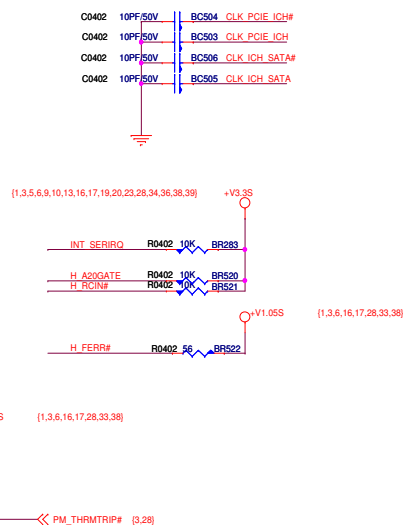 C0402 10PF/50V BC504 CLK_PCIE_ICH#
C0402 10PF/50V BC503 CLK_PCIE_ICH
C0402 10PF/50V BC506 CLK_ICH_SATA#
C0402 10PF/50V BC505 CLK_ICH_SATA
{1,3,5,6,9,10,13,16,17,19,20,23,28,34,36,38,39} +V3.3S
INT_SERIRQ R0402 10K BR283
H_A20GATE R0402 10K BR520
H_RCIN# R0402 10K BR521
+V1.05S {1,3,6,16,17,28,33,38}
H_FERR# R0402 56 BR522
S {1,3,6,16,17,28,33,38}
PM_THRMTRIP# {3,28}